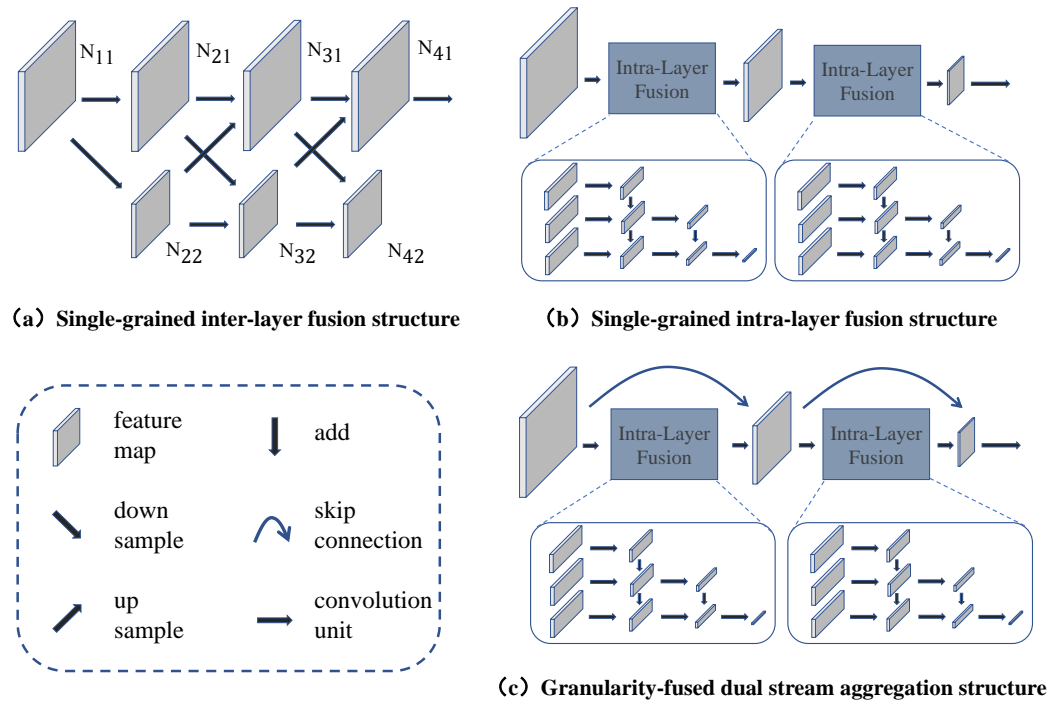 N11
N21
N31
N41
N22
N32
N42
（a）Single-grained inter-layer fusion structure
Intra-Layer
Fusion
Intra-Layer
Fusion
（b）Single-grained intra-layer fusion structure
feature
map
add
down
sample
skip
connection
up
sample
convolution
unit
Intra-Layer
Fusion
Intra-Layer
Fusion
（c）Granularity-fused dual stream aggregation structure